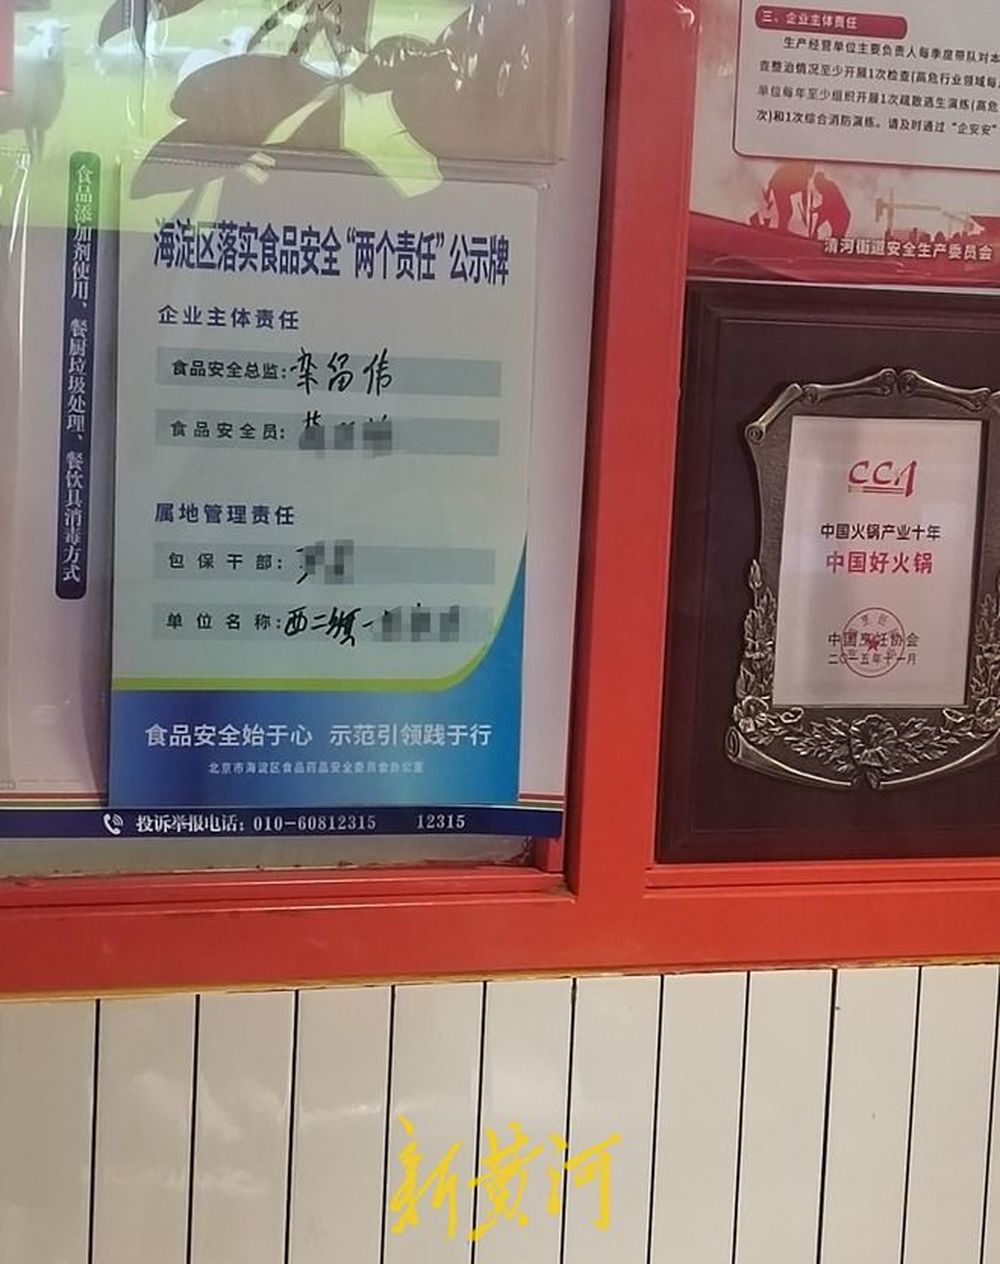 食品添加剂使用、餐厨垃圾处理、餐饮具消毒方式
海淀区落实食品安全“两个责任”公示牌
企业主体责任
食品安全总监:栾留伟
食品安全员:
属地管理责任
包保干部:
单位名称:西二旗一
食品安全始于心 示范引领践于行
北京市海淀区食品药品安全委员会办公室
投诉举报电话：010-60812315 12315
三、企业主体责任
生产经营单位主要负责人每季度带队对本
查整治情况至少开展1次检查(高危行业领域每
单位每年至少组织开展1次疏散逃生演练(高危
次)和1次综合消防演练。请及时通过“企安安”
清河街道安全生产委员会
CCA
中国火锅产业十年
中国好火锅
中国烹饪协会
二〇一五年十一月
新黄河